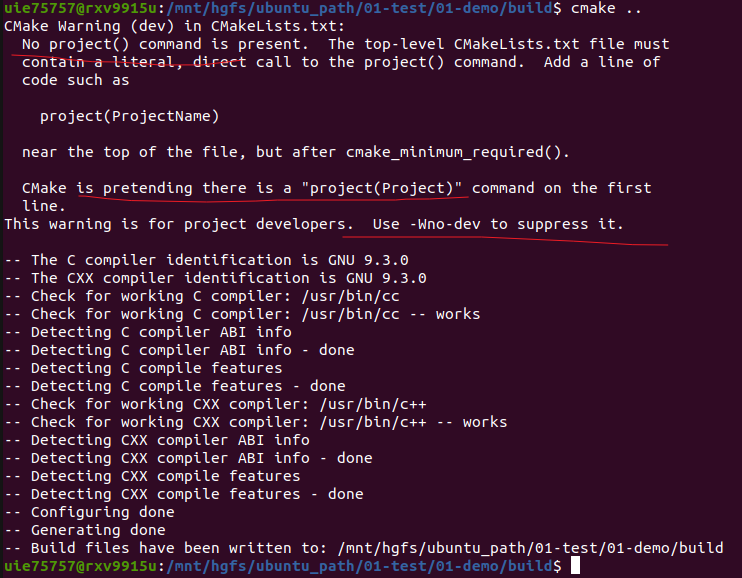 uie75757@rxv9915u:/mnt/hgfs/ubuntu_path/01-test/01-demo/build$ cmake ..
CMake Warning (dev) in CMakeLists.txt:
  No project() command is present.  The top-level CMakeLists.txt file must
  contain a literal, direct call to the project() command.  Add a line of
  code such as

    project(ProjectName)

  near the top of the file, but after cmake_minimum_required().

  CMake is pretending there is a "project(Project)" command on the first
  line.
This warning is for project developers.  Use -Wno-dev to suppress it.

-- The C compiler identification is GNU 9.3.0
-- The CXX compiler identification is GNU 9.3.0
-- Check for working C compiler: /usr/bin/cc
-- Check for working C compiler: /usr/bin/cc -- works
-- Detecting C compiler ABI info
-- Detecting C compiler ABI info - done
-- Detecting C compile features
-- Detecting C compile features - done
-- Check for working CXX compiler: /usr/bin/c++
-- Check for working CXX compiler: /usr/bin/c++ -- works
-- Detecting CXX compiler ABI info
-- Detecting CXX compiler ABI info - done
-- Detecting CXX compile features
-- Detecting CXX compile features - done
-- Configuring done
-- Generating done
-- Build files have been written to: /mnt/hgfs/ubuntu_path/01-test/01-demo/build
uie75757@rxv9915u:/mnt/hgfs/ubuntu_path/01-test/01-demo/build$